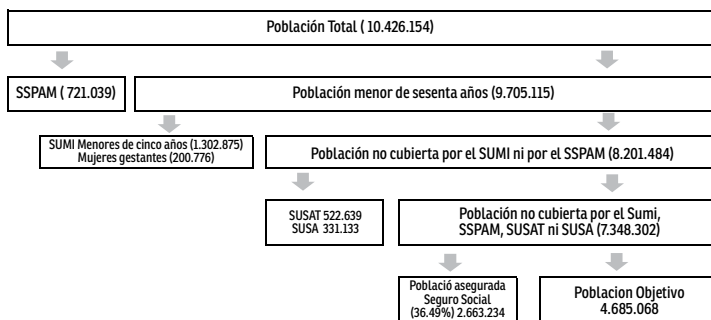 Población Total ( 10.426.154)
SSPAM ( 721.039)
Población menor de sesenta años (9.705.115)
SUMI Menores de cinco años (1.302.875)
Mujeres gestantes (200.776)
Población no cubierta por el SUMI ni por el SSPAM (8.201.484)
SUSAT 522.639
SUSA 331.133
Población no cubierta por el Sumi,
SSPAM, SUSAT ni SUSA (7.348.302)
Població asegurada
Seguro Social
(36.49%) 2.663.234
Poblacion Objetivo
4.685.068